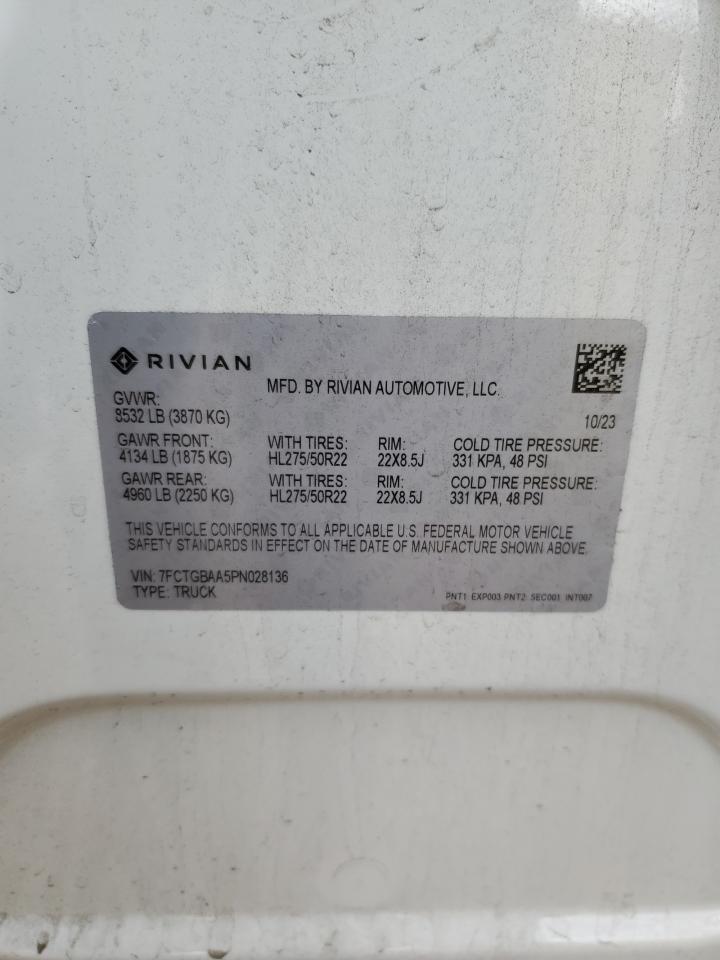 RIVIAN
MFD. BY RIVIAN AUTOMOTIVE, LLC.
GVWR:
8532 LB (3870 KG)
10/23
GAWR FRONT: WITH TIRES: RIM: COLD TIRE PRESSURE:
4134 LB (1875 KG) HL275/50R22 22X8.5J 331 KPA, 48 PSI
GAWR REAR: WITH TIRES: RIM: COLD TIRE PRESSURE:
4960 LB (2250 KG) HL275/50R22 22X8.5J 331 KPA, 48 PSI
THIS VEHICLE CONFORMS TO ALL APPLICABLE U.S. FEDERAL MOTOR VEHICLE
SAFETY STANDARDS IN EFFECT ON THE DATE OF MANUFACTURE SHOWN ABOVE.
VIN: 7FCTGBAA5PN028136
TYPE: TRUCK
PNT1: EXP003 PNT2: SEC001 INT007